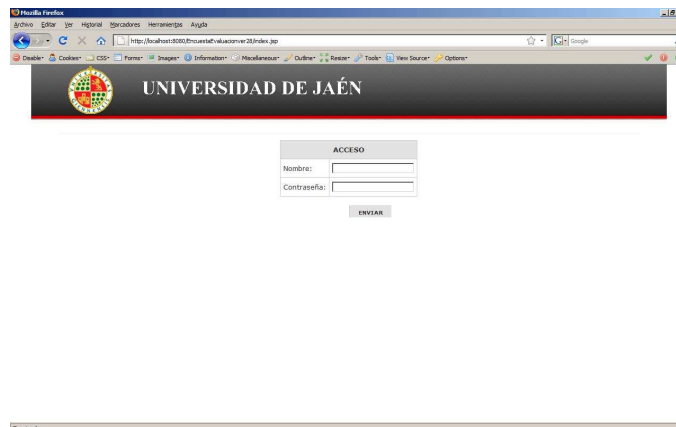 Mozilla Firefox
Archivo Editar Ver Historial Marcadores Herramientas Ayuda
http://localhost:8080/EncuestaEvaluacionver28/index.jsp
Google
Disable Cookies CSS Forms Images Information Miscellaneous Outline Resize Tools View Source Options
UNIVERSIDAD DE JAÉN
ACCESO
Nombre:
Contraseña:
ENVIAR